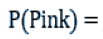 P(Pink) =